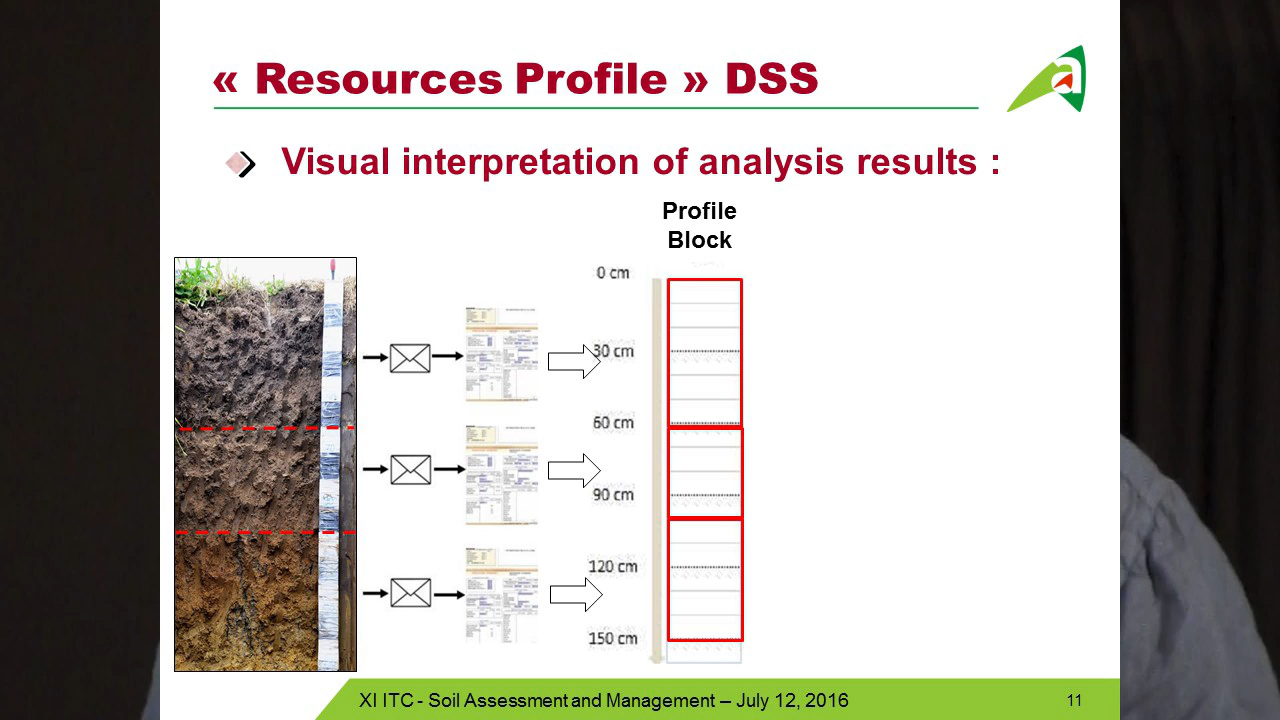 « Resources Profile » DSS
a
Visual interpretation of analysis results :
Profile
Block
0 cm
30 cm
60 cm
90 cm
120 cm
150 cm
XI ITC - Soil Assessment and Management – July 12, 2016
11